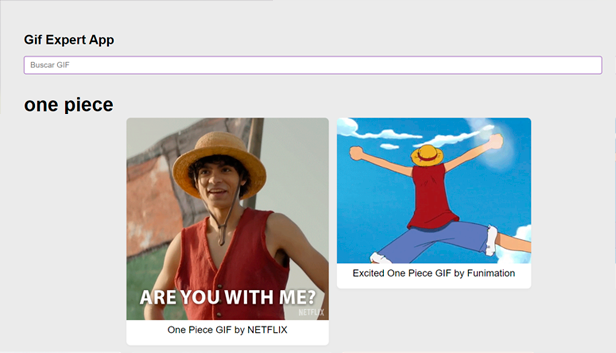 Gif Expert App
Buscar GIF
one piece
ARE YOU WITH ME?
NETFLIX
One Piece GIF by NETFLIX
Excited One Piece GIF by Funimation